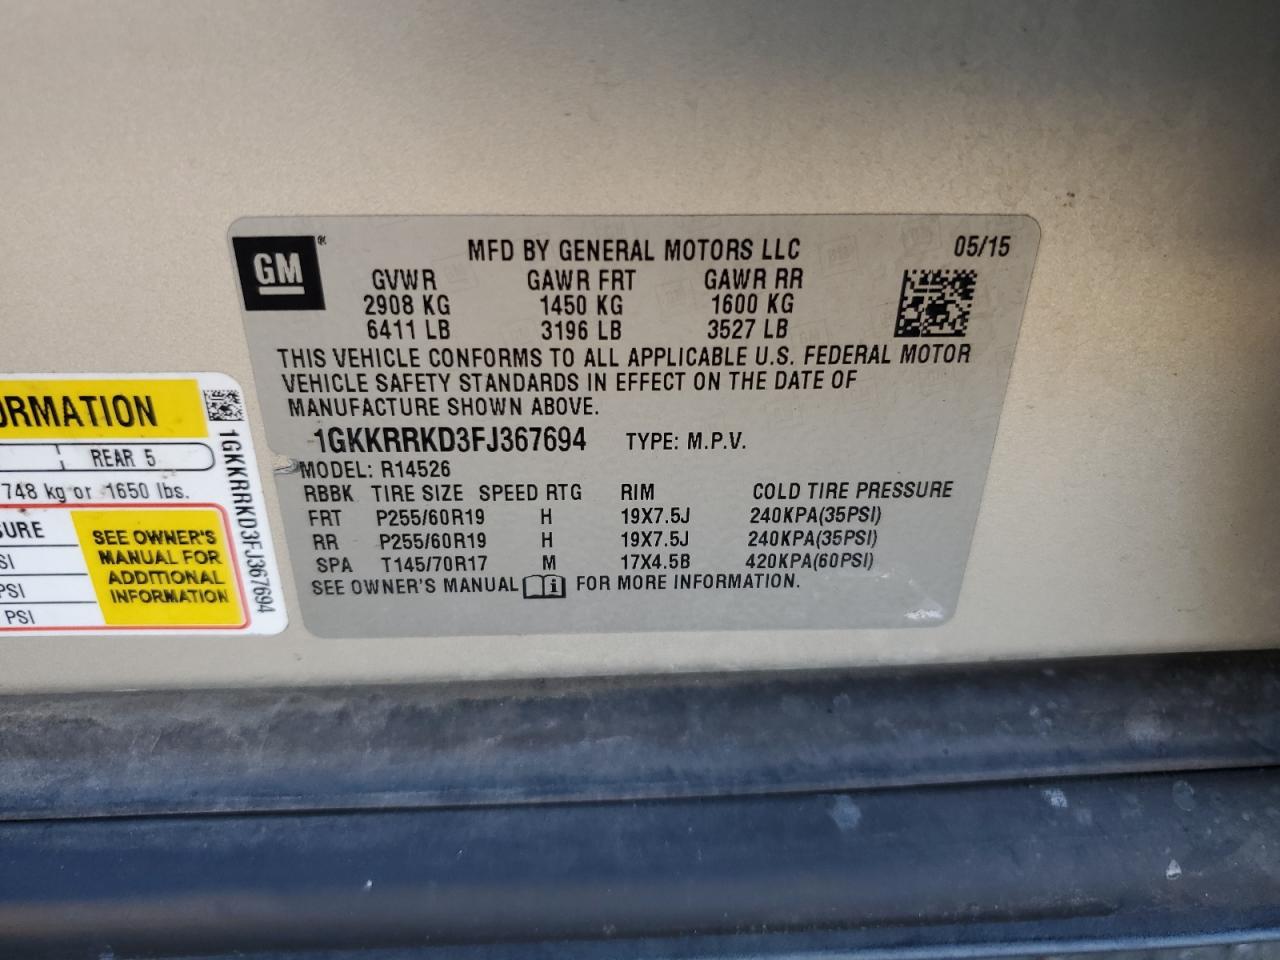 GM®
MFD BY GENERAL MOTORS LLC 05/15
GVWR GAWR FRT GAWR RR
2908 KG 1450 KG 1600 KG
6411 LB 3196 LB 3527 LB
THIS VEHICLE CONFORMS TO ALL APPLICABLE U.S. FEDERAL MOTOR
VEHICLE SAFETY STANDARDS IN EFFECT ON THE DATE OF
MANUFACTURE SHOWN ABOVE.
1GKKRRKD3FJ367694 TYPE: M.P.V.
MODEL: R14526
RBBK TIRE SIZE SPEED RTG RIM COLD TIRE PRESSURE
FRT P255/60R19 H 19X7.5J 240KPA(35PSI)
RR P255/60R19 H 19X7.5J 240KPA(35PSI)
SPA T145/70R17 M 17X4.5B 420KPA(60PSI)
SEE OWNER'S MANUAL i FOR MORE INFORMATION.
ORMATION
REAR 5
748 kg or 1650 lbs.
SURE
SI
PSI
PSI
SEE OWNER'S
MANUAL FOR
ADDITIONAL
INFORMATION
1GKKRRKD3FJ367694